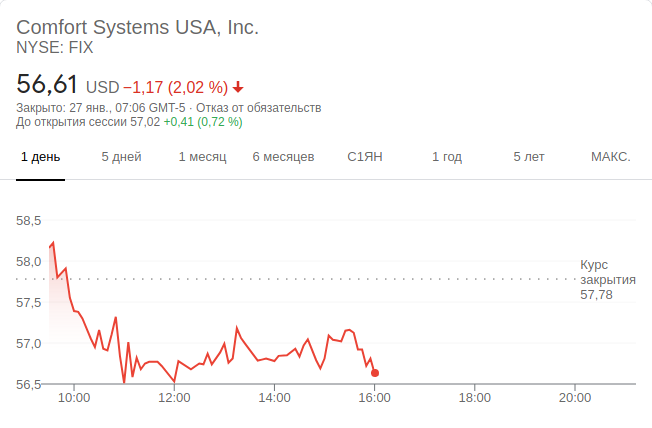 Comfort Systems USA, Inc.
NYSE: FIX
56,61 USD −1,17 (2,02 %)
Закрыто: 27 янв., 07:06 GMT-5 · Отказ от обязательств
До открытия сессии 57,02 +0,41 (0,72 %)
1 день 5 дней 1 месяц 6 месяцев С1ЯН 1 год 5 лет МАКС.
58,5
58,0
57,5
57,0
56,5
Курс
закрытия
57,78
10:00 12:00 14:00 16:00 18:00 20:00